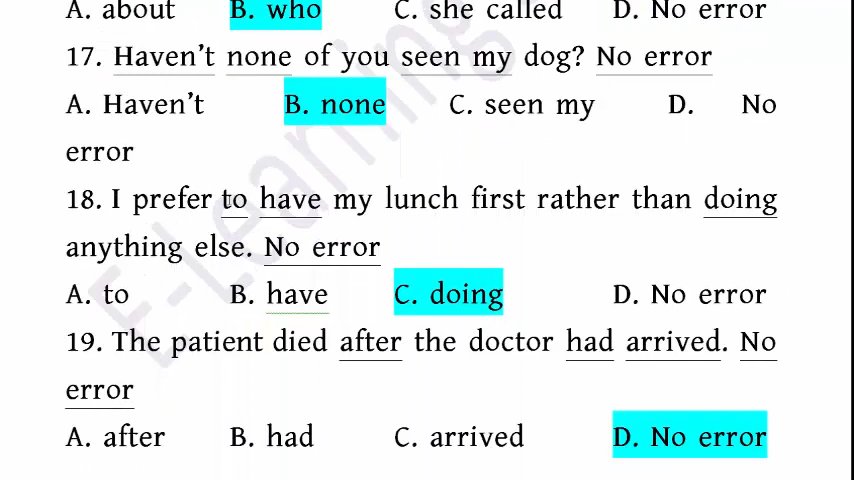 A. about B. who C. she called D. No error
17. Haven't none of you seen my dog? No error
A. Haven't B. none C. seen my D. No
error
18. I prefer to have my lunch first rather than doing
anything else. No error
A. to B. have C. doing D. No error
19. The patient died after the doctor had arrived. No
error
A. after B. had C. arrived D. No error
E-Learning